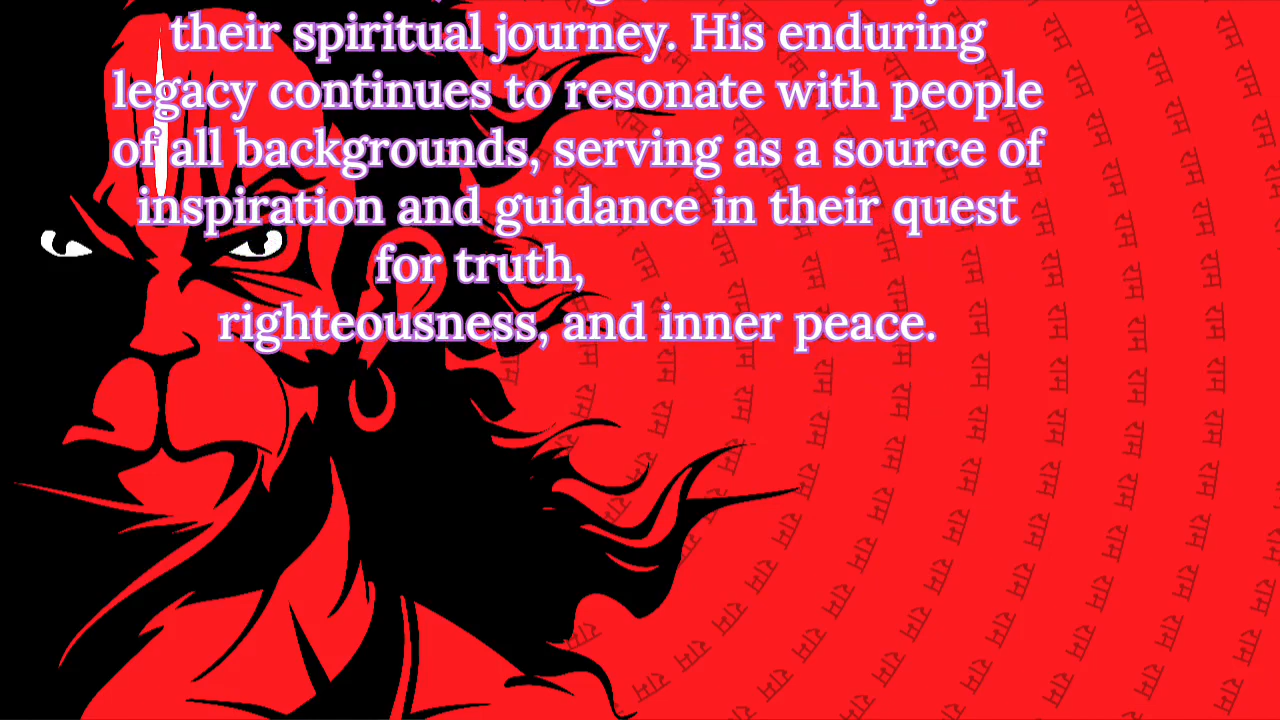 their spiritual journey. His enduring
legacy continues to resonate with people
of all backgrounds, serving as a source of
inspiration and guidance in their quest
for truth,
righteousness, and inner peace.
राम राम राम राम राम राम राम राम